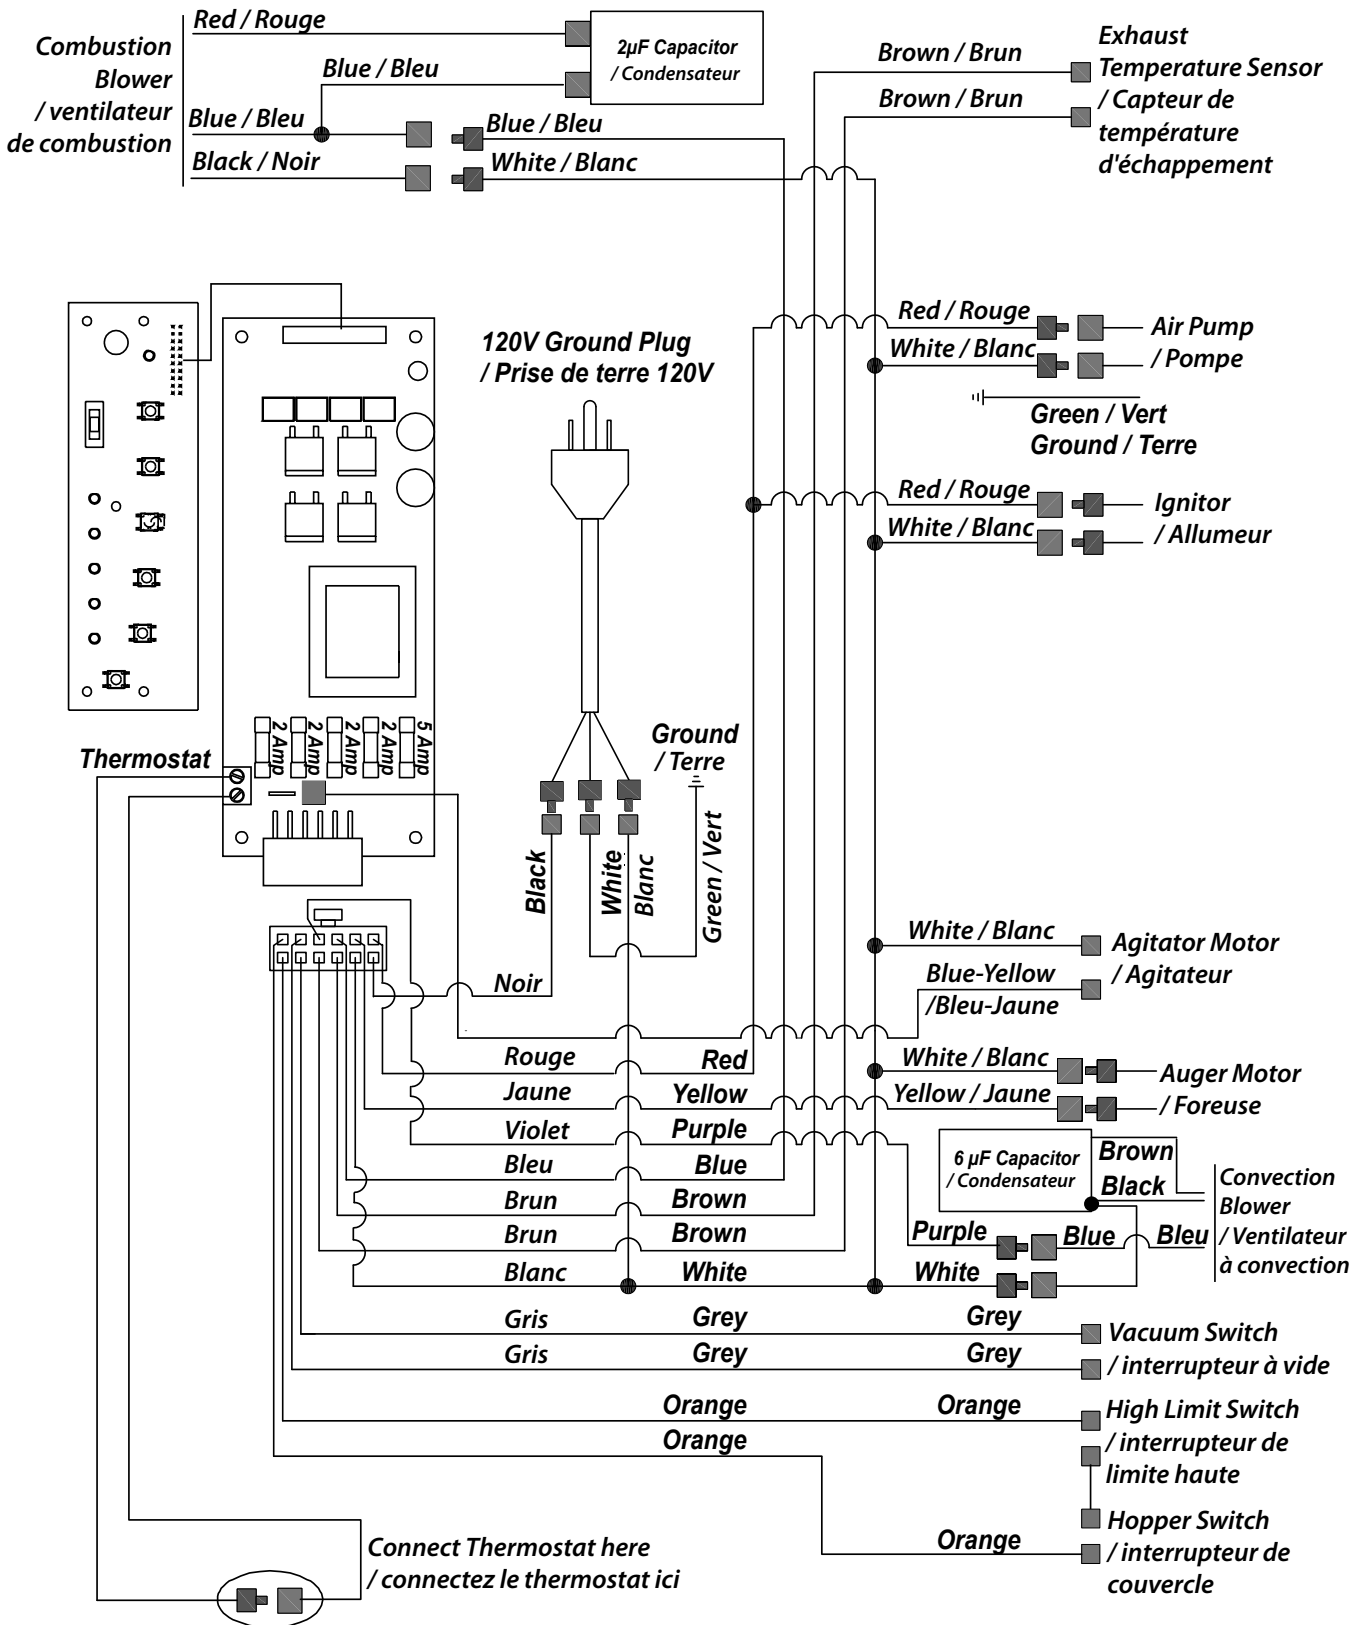 Red / Rouge
Combustion
Blower
/ ventilateur
de combustion
Blue / Bleu
2µF Capacitor
/ Condensateur
Blue / Bleu
Blue / Bleu
Black / Noir
White / Blanc
Brown / Brun
Brown / Brun
Exhaust
Temperature Sensor
/ Capteur de
température
d'échappement
120V Ground Plug
/ Prise de terre 120V
Red / Rouge
White / Blanc
Air Pump
/ Pompe
Green / Vert
Ground / Terre
Red / Rouge
White / Blanc
Ignitor
/ Allumeur
2 Amp
2 Amp
2 Amp
2 Amp
5 Amp
Thermostat
Ground
/ Terre
Black
White
Blanc
Green / Vert
Noir
White / Blanc
Agitator Motor
/ Agitateur
Blue-Yellow
/Bleu-Jaune
Rouge
Red
White / Blanc
Auger Motor
/ Foreuse
Jaune
Yellow
Yellow / Jaune
Violet
Purple
6 µF Capacitor
/ Condensateur
Brown
Black
Convection
Blower
/ Ventilateur
à convection
Bleu
Blue
Brun
Brown
Brun
Brown
Purple
Blue
Bleu
Blanc
White
White
Gris
Grey
Grey
Vacuum Switch
/ interrupteur à vide
Gris
Grey
Grey
Orange
Orange
High Limit Switch
/ interrupteur de
limite haute
Orange
Orange
Hopper Switch
/ interrupteur de
couvercle
Connect Thermostat here
/ connectez le thermostat ici